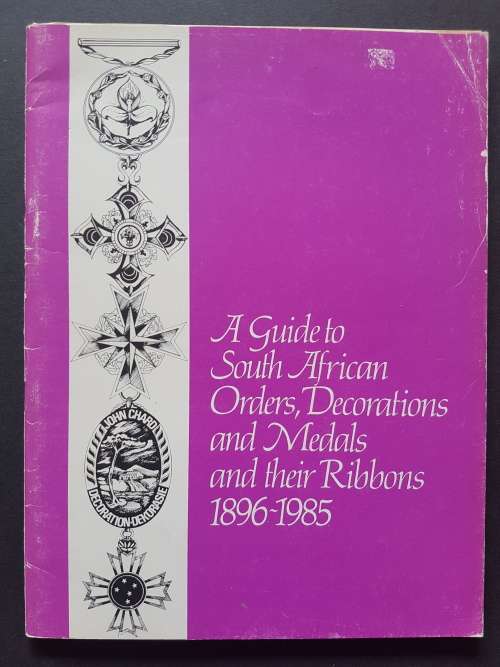 A Guide to
South African
Orders, Decorations
and Medals
and their Ribbons
1896-1985
JOHN CHARD
DECORATION·DEKORASIE